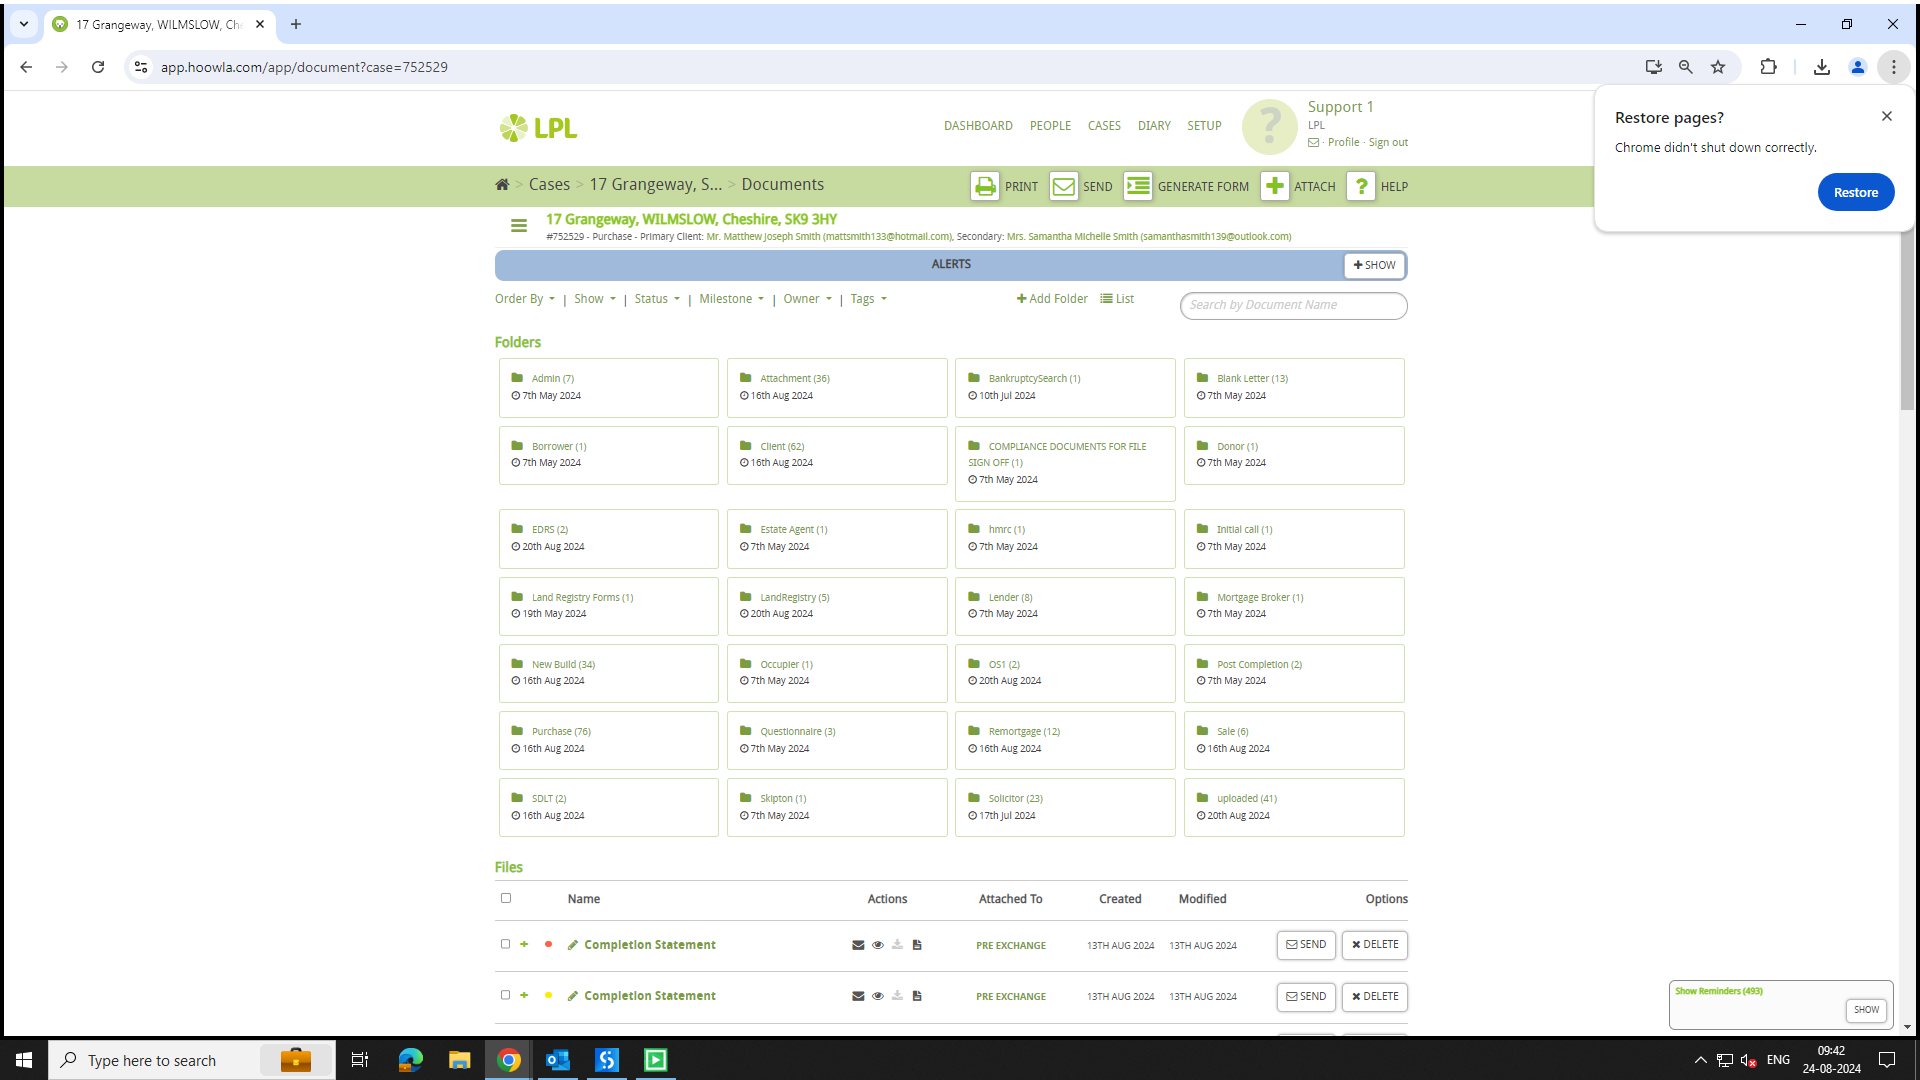 17 Grangeway, WILMSLOW, Ch
app.hoowla.com/app/document?case=752529
Restore pages?
Chrome didn't shut down correctly.
Restore
LPL
DASHBOARD PEOPLE CASES DIARY SETUP
?
Support 1
LPL
· Profile · Sign out
> Cases > 17 Grangeway, S... > Documents
PRINT SEND GENERATE FORM ATTACH ? HELP
17 Grangeway, WILMSLOW, Cheshire, SK9 3HY
#752529 - Purchase - Primary Client: Mr. Matthew Joseph Smith (mattsmith133@hotmail.com), Secondary: Mrs. Samantha Michelle Smith (samanthasmith139@outlook.com)
ALERTS
SHOW
Order By | Show | Status | Milestone | Owner | Tags
Add Folder List
Search by Document Name
Folders
Admin (7)
7th May 2024
Attachment (36)
16th Aug 2024
BankruptcySearch (1)
10th Jul 2024
Blank Letter (13)
7th May 2024
Borrower (1)
7th May 2024
Client (62)
16th Aug 2024
COMPLIANCE DOCUMENTS FOR FILE
SIGN OFF (1)
7th May 2024
Donor (1)
7th May 2024
EDRS (2)
20th Aug 2024
Estate Agent (1)
7th May 2024
hmrc (1)
7th May 2024
Initial call (1)
7th May 2024
Land Registry Forms (1)
19th May 2024
LandRegistry (5)
20th Aug 2024
Lender (8)
7th May 2024
Mortgage Broker (1)
7th May 2024
New Build (34)
16th Aug 2024
Occupier (1)
7th May 2024
OS1 (2)
20th Aug 2024
Post Completion (2)
7th May 2024
Purchase (76)
16th Aug 2024
Questionnaire (3)
7th May 2024
Remortgage (12)
16th Aug 2024
Sale (6)
16th Aug 2024
SDLT (2)
16th Aug 2024
Skipton (1)
7th May 2024
Solicitor (23)
17th Jul 2024
uploaded (41)
20th Aug 2024
Files
Name Actions Attached To Created Modified Options
Completion Statement PRE EXCHANGE 13TH AUG 2024 13TH AUG 2024 SEND DELETE
Completion Statement PRE EXCHANGE 13TH AUG 2024 13TH AUG 2024 SEND DELETE
Show Reminders (493)
SHOW
Type here to search
ENG
09:42
24-08-2024